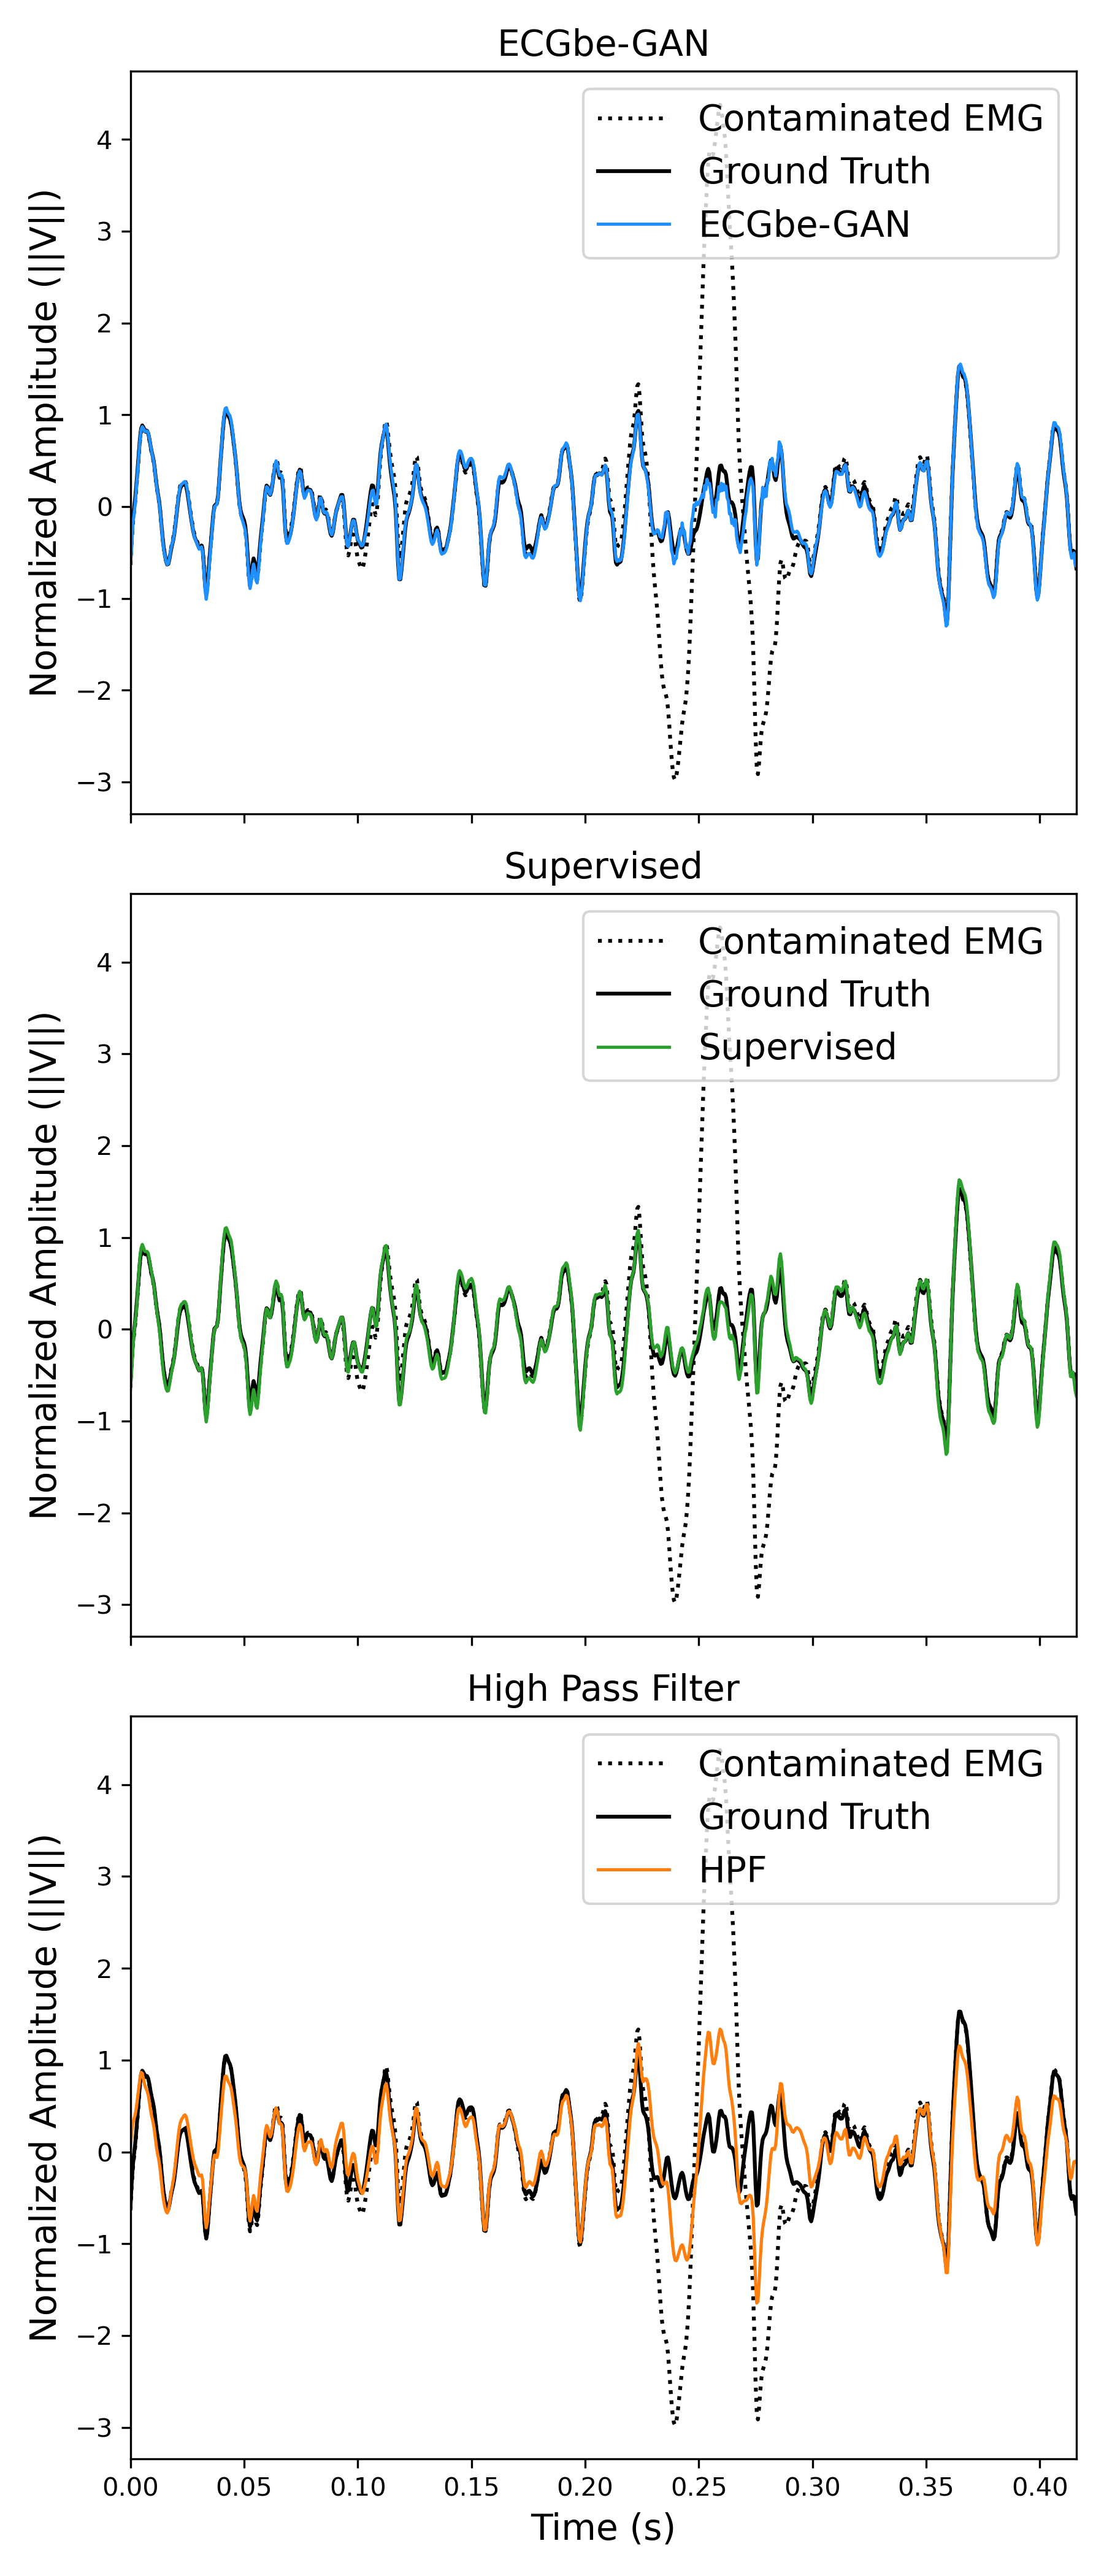 ECGbe-GAN
Normalized Amplitude (||V||)
4
3
2
1
0
−1
−2
−3
Contaminated EMG
Ground Truth
ECGbe-GAN
Supervised
Normalized Amplitude (||V||)
4
3
2
1
0
−1
−2
−3
Contaminated EMG
Ground Truth
Supervised
High Pass Filter
Normalized Amplitude (||V||)
4
3
2
1
0
−1
−2
−3
Contaminated EMG
Ground Truth
HPF
0.00 0.05 0.10 0.15 0.20 0.25 0.30 0.35 0.40
Time (s)